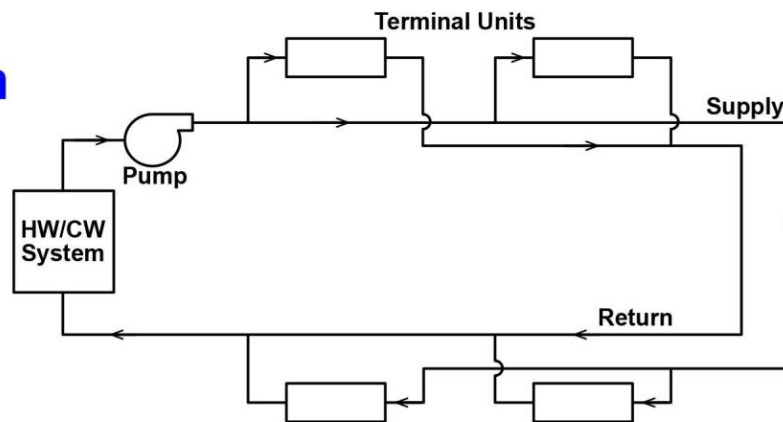 Terminal Units
n
Supply
Pump
HW/CW
System
Return